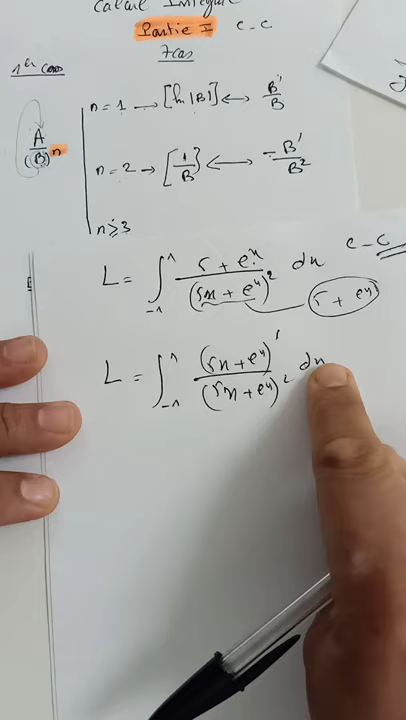 Calcul Intégral
Partie II c-c
7cas
1er cas
n = 1 → [ln|B|] ↔ B'/B
A/(B)^n
n = 2 → [1/B] ↔ -B'/B²
n ≥ 3
L = ∫_{-1}^{1} (5 + e^x)/(5x + e^x)² dx c-c
5 + e^x
L = ∫_{-1}^{1} (5x + e^x)'/(5x + e^x)² dx